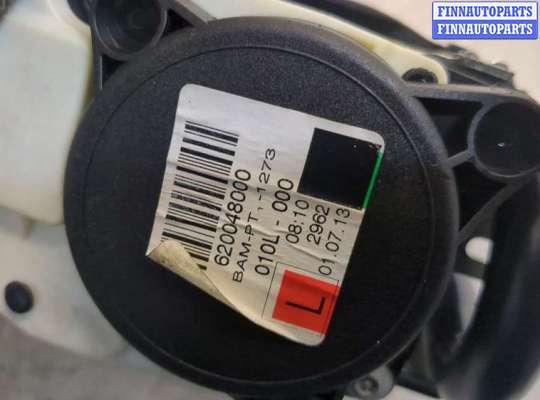 FINNAUTOPARTS
FINNAUTOPARTS
620048000
BAM-PT, -1273
010L - 000
08:10
2962
01.07.13
L